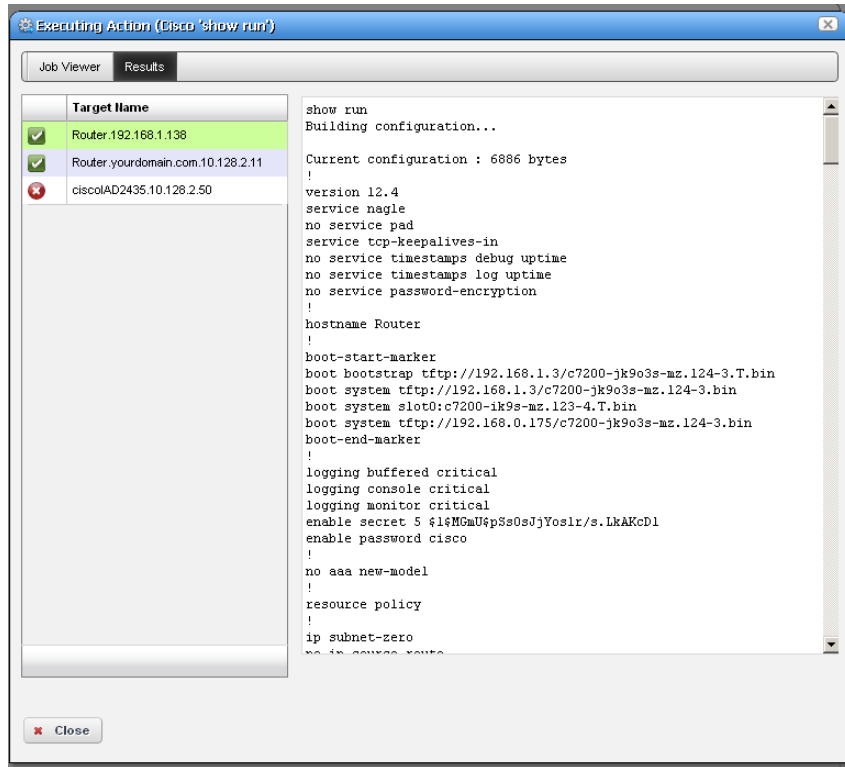 Executing Action (Cisco 'show run')
Job Viewer
Results
Target Name
Router.192.168.1.138
Router.yourdomain.com.10.128.2.11
ciscoIAD2435.10.128.2.50
show run
Building configuration...
Current configuration : 6886 bytes
!
version 12.4
service nagle
no service pad
service tcp-keepalives-in
no service timestamps debug uptime
no service timestamps log uptime
no service password-encryption
!
hostname Router
!
boot-start-marker
boot bootstrap tftp://192.168.1.3/c7200-jk9o3s-mz.124-3.T.bin
boot system tftp://192.168.1.3/c7200-jk9o3s-mz.124-3.bin
boot system slot0:c7200-ik9s-mz.123-4.T.bin
boot system tftp://192.168.0.175/c7200-jk9o3s-mz.124-3.bin
boot-end-marker
!
logging buffered critical
logging console critical
logging monitor critical
enable secret 5 $1$MGmU$pSs0sJjYoslr/s.LkAKcD1
enable password cisco
!
no aaa new-model
!
resource policy
!
ip subnet-zero
no ip source-route
Close